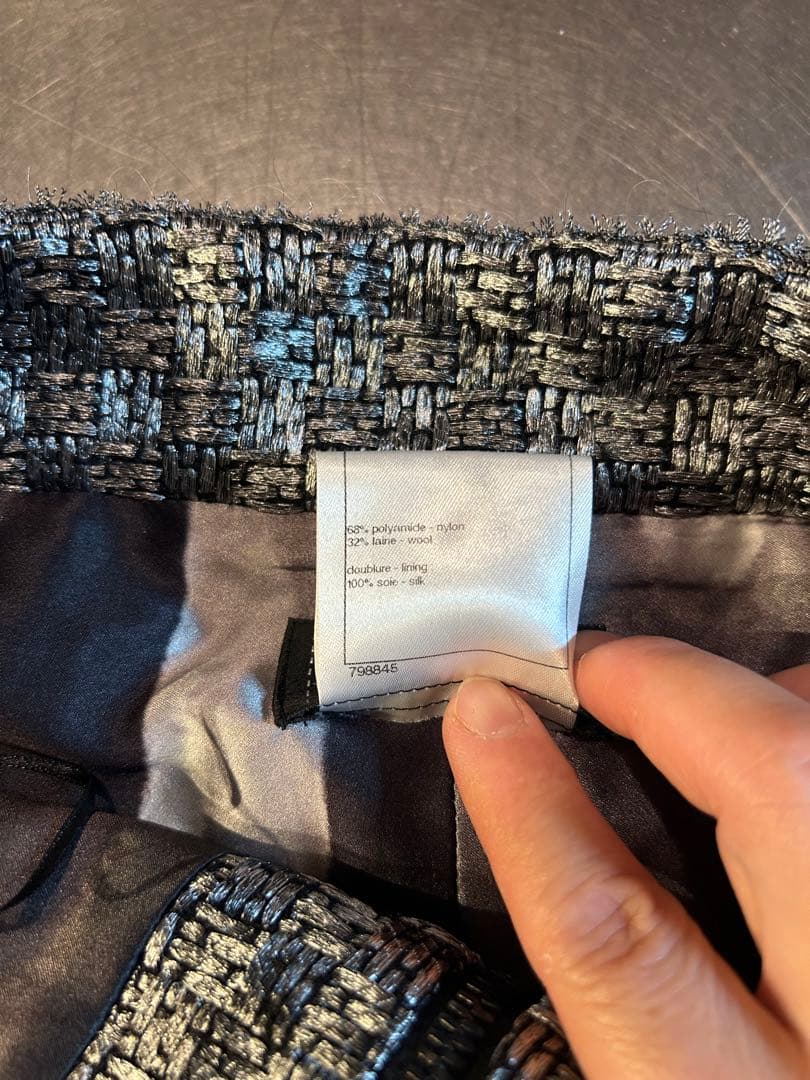 68% polyamide - nylon
32% laine - wool
doublure - lining
100% soie - silk
798845